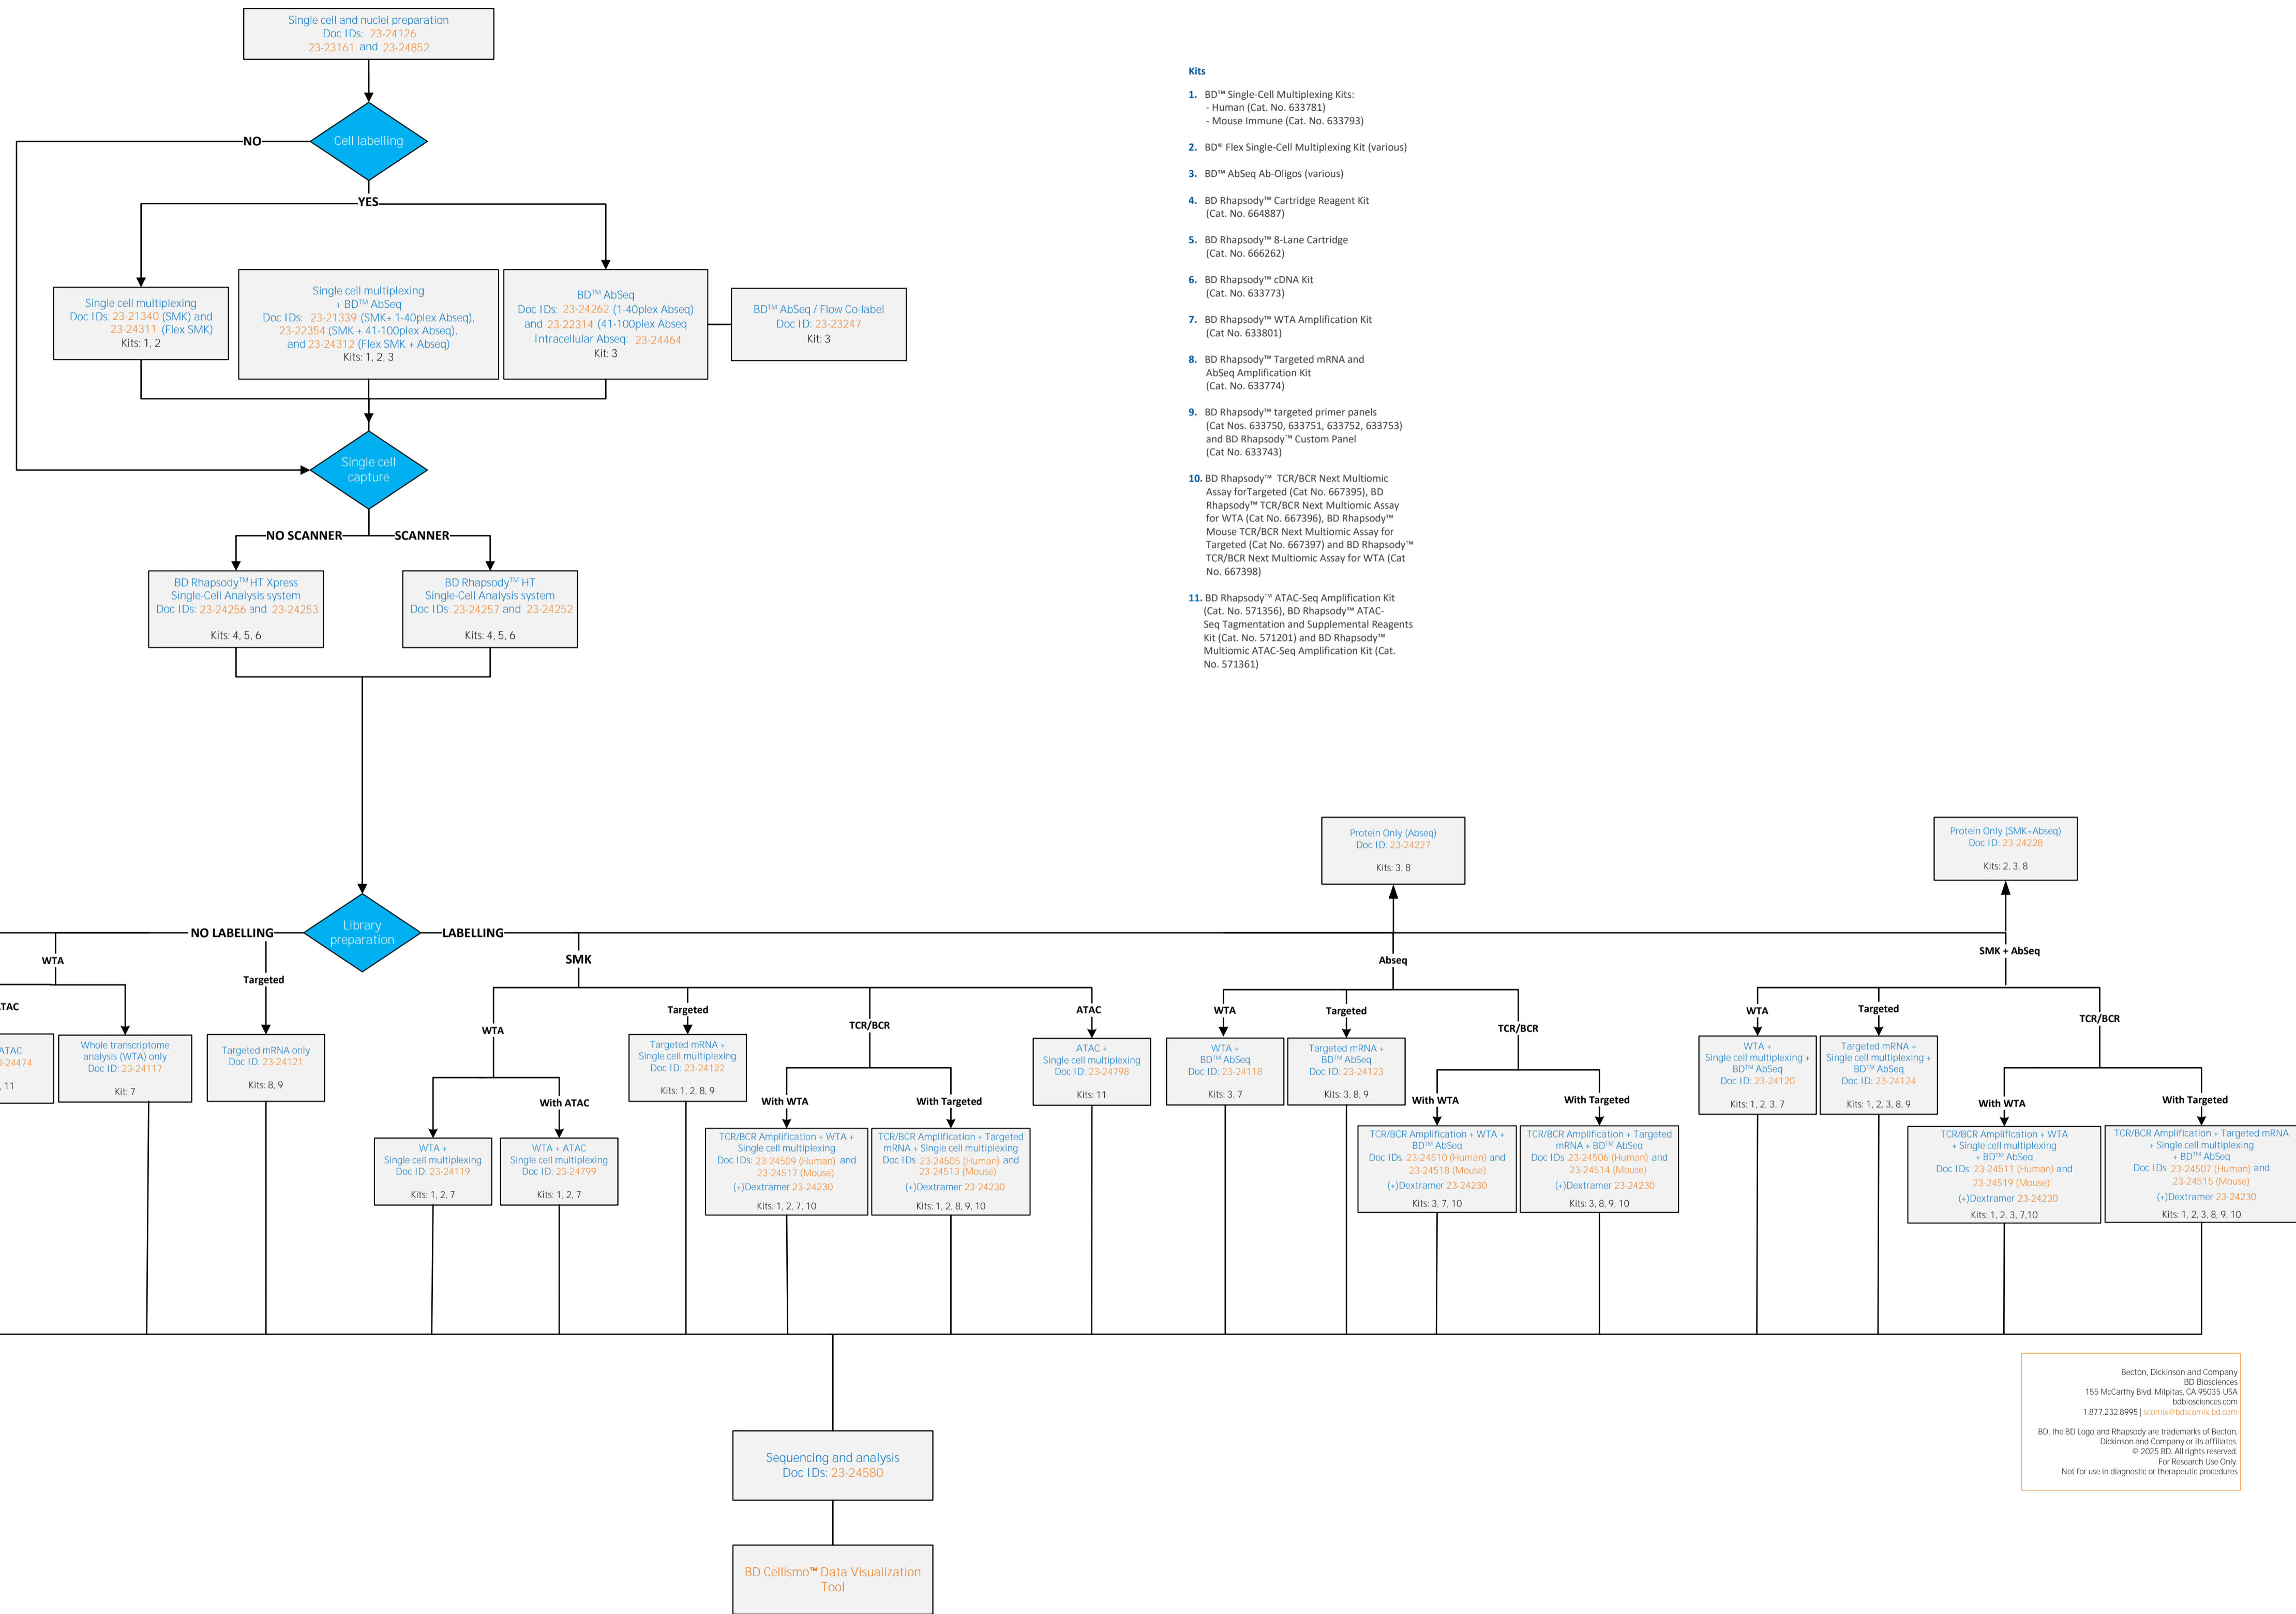 Single cell and nuclei preparation
Doc IDs: 23-24126
23-23161 and 23-24852
Cell labelling
NO
YES
Single cell multiplexing
Doc IDs: 23-21340 (SMK) and
23-24311 (Flex SMK)
Kits: 1, 2
Single cell multiplexing
+ BD™ AbSeq
Doc IDs: 23-21339 (SMK+ 1-40plex Abseq),
23-22354 (SMK + 41-100plex Abseq),
and 23-24312 (Flex SMK + Abseq)
Kits: 1, 2, 3
BD™ AbSeq
Doc IDs: 23-24262 (1-40plex Abseq)
and 23-22314 (41-100plex Abseq
Intracellular Abseq: 23-24464
Kit: 3
BD™ AbSeq / Flow Co-label
Doc ID: 23-23247
Kit: 3
Single cell
capture
NO SCANNER
SCANNER
BD Rhapsody™ HT Xpress
Single-Cell Analysis system
Doc IDs: 23-24256 and 23-24253
Kits: 4, 5, 6
BD Rhapsody™ HT
Single-Cell Analysis system
Doc IDs: 23-24257 and 23-24252
Kits: 4, 5, 6
Kits
1. BD™ Single-Cell Multiplexing Kits:
- Human (Cat. No. 633781)
- Mouse Immune (Cat. No. 633793)
2. BD® Flex Single-Cell Multiplexing Kit (various)
3. BD™ AbSeq Ab-Oligos (various)
4. BD Rhapsody™ Cartridge Reagent Kit
(Cat. No. 664887)
5. BD Rhapsody™ 8-Lane Cartridge
(Cat. No. 666262)
6. BD Rhapsody™ cDNA Kit
(Cat. No. 633773)
7. BD Rhapsody™ WTA Amplification Kit
(Cat No. 633801)
8. BD Rhapsody™ Targeted mRNA and
AbSeq Amplification Kit
(Cat. No. 633774)
9. BD Rhapsody™ targeted primer panels
(Cat Nos. 633750, 633751, 633752, 633753)
and BD Rhapsody™ Custom Panel
(Cat No. 633743)
10. BD Rhapsody™ TCR/BCR Next Multiomic
Assay forTargeted (Cat No. 667395), BD
Rhapsody™ TCR/BCR Next Multiomic Assay
for WTA (Cat No. 667396), BD Rhapsody™
Mouse TCR/BCR Next Multiomic Assay for
Targeted (Cat No. 667397) and BD Rhapsody™
TCR/BCR Next Multiomic Assay for WTA (Cat
No. 667398)
11. BD Rhapsody™ ATAC-Seq Amplification Kit
(Cat. No. 571356), BD Rhapsody™ ATAC-
Seq Tagmentation and Supplemental Reagents
Kit (Cat. No. 571201) and BD Rhapsody™
Multiomic ATAC-Seq Amplification Kit (Cat.
No. 571361)
Protein Only (Abseq)
Doc ID: 23-24227
Kits: 3, 8
Protein Only (SMK+Abseq)
Doc ID: 23-24228
Kits: 2, 3, 8
Library
preparation
NO LABELLING
LABELLING
WTA
Targeted
SMK
Abseq
SMK + AbSeq
TAC
ATAC
3-24474
, 11
Whole transcriptome
analysis (WTA) only
Doc ID: 23-24117
Kit: 7
Targeted mRNA only
Doc ID: 23-24121
Kits: 8, 9
WTA
With ATAC
WTA +
Single cell multiplexing
Doc ID: 23-24119
Kits: 1, 2, 7
WTA + ATAC
Single cell multiplexing
Doc ID: 23-24799
Kits: 1, 2, 7
Targeted
Targeted mRNA +
Single cell multiplexing
Doc ID: 23-24122
Kits: 1, 2, 8, 9
TCR/BCR
With WTA
With Targeted
TCR/BCR Amplification + WTA +
Single cell multiplexing
Doc IDs: 23-24509 (Human) and
23-24517 (Mouse)
(+)Dextramer 23-24230
Kits: 1, 2, 7, 10
TCR/BCR Amplification + Targeted
mRNA + Single cell multiplexing
Doc IDs 23-24505 (Human) and
23-24513 (Mouse)
(+)Dextramer 23-24230
Kits: 1, 2, 8, 9, 10
ATAC
ATAC +
Single cell multiplexing
Doc ID: 23-24798
Kits: 11
WTA
WTA +
BD™ AbSeq
Doc ID: 23-24118
Kits: 3, 7
Targeted
Targeted mRNA +
BD™ AbSeq
Doc ID: 23-24123
Kits: 3, 8, 9
TCR/BCR
With WTA
With Targeted
TCR/BCR Amplification + WTA +
BD™ AbSeq
Doc IDs: 23-24510 (Human) and
23-24518 (Mouse)
(+)Dextramer 23-24230
Kits: 3, 7, 10
TCR/BCR Amplification + Targeted
mRNA + BD™ AbSeq
Doc IDs 23-24506 (Human) and
23-24514 (Mouse)
(+)Dextramer 23-24230
Kits: 3, 8, 9, 10
WTA
WTA +
Single cell multiplexing +
BD™ AbSeq
Doc ID: 23-24120
Kits: 1, 2, 3, 7
Targeted
Targeted mRNA +
Single cell multiplexing +
BD™ AbSeq
Doc ID: 23-24124
Kits: 1, 2, 3, 8, 9
TCR/BCR
With WTA
With Targeted
TCR/BCR Amplification + WTA
+ Single cell multiplexing
+ BD™ AbSeq
Doc IDs 23-24511 (Human) and
23-24519 (Mouse)
(+)Dextramer 23-24230
Kits: 1, 2, 3, 7,10
TCR/BCR Amplification + Targeted mRNA
+ Single cell multiplexing
+ BD™ AbSeq
Doc IDs 23-24507 (Human) and
23-24515 (Mouse)
(+)Dextramer 23-24230
Kits: 1, 2, 3, 8, 9, 10
Sequencing and analysis
Doc IDs: 23-24580
BD Cellismo™ Data Visualization
Tool
Becton, Dickinson and Company
BD Biosciences
155 McCarthy Blvd. Milpitas, CA 95035 USA
bdbiosciences.com
1.877.232.8995 | scomix@bdscomix.bd.com
BD, the BD Logo and Rhapsody are trademarks of Becton,
Dickinson and Company or its affiliates.
© 2025 BD. All rights reserved.
For Research Use Only.
Not for use in diagnostic or therapeutic procedures